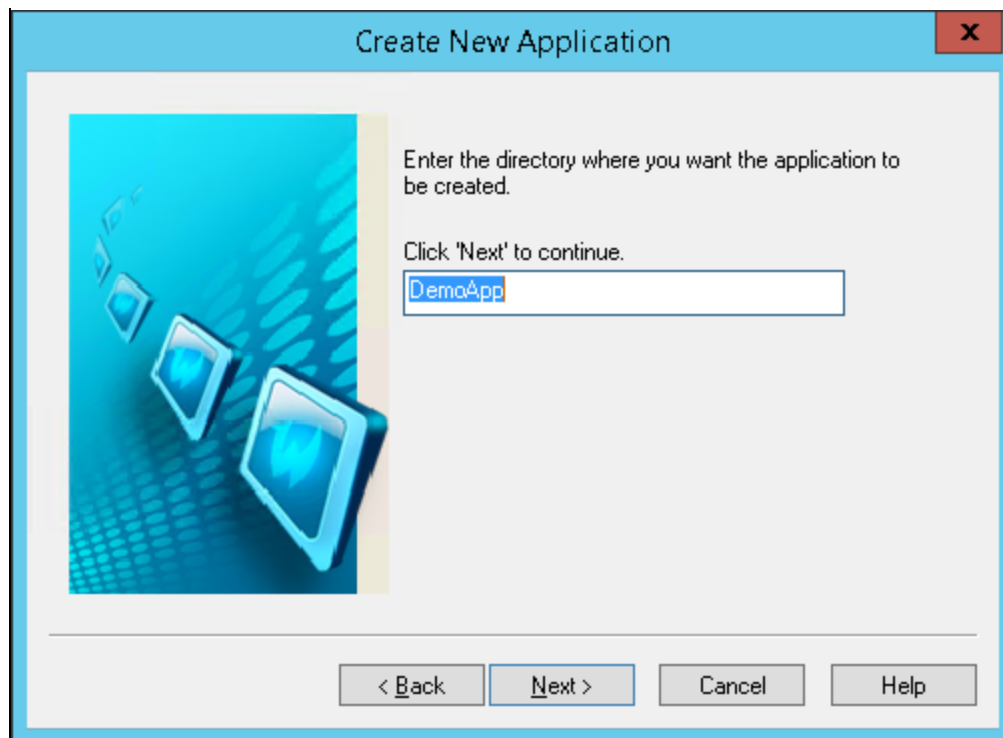 Create New Application
x
Enter the directory where you want the application to
be created.
Click 'Next' to continue.
DemoApp
< Back
Next >
Cancel
Help